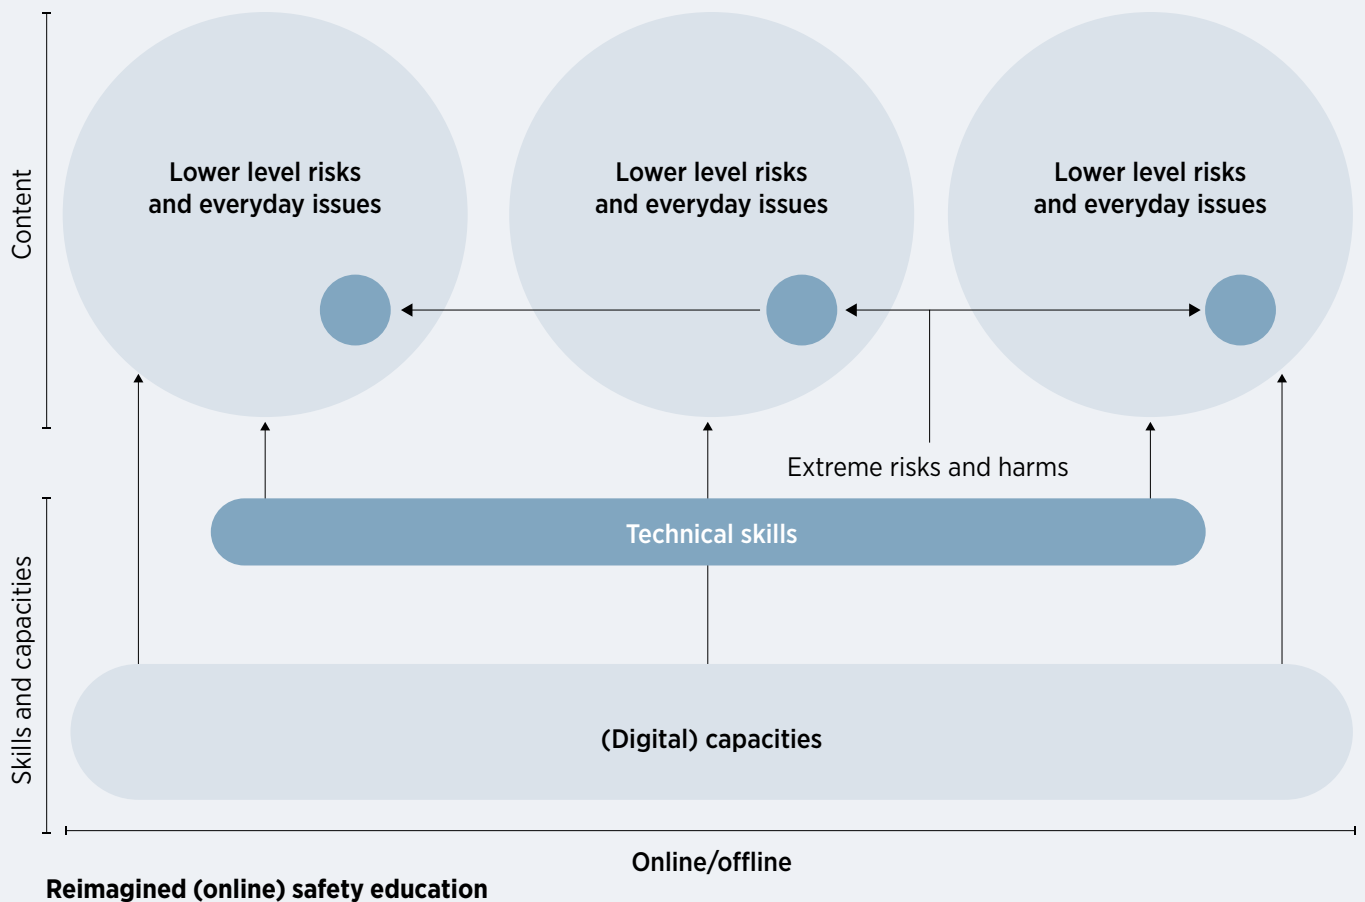 Content
Lower level risks
and everyday issues
Lower level risks
and everyday issues
Lower level risks
and everyday issues
Extreme risks and harms
Skills and capacities
Technical skills
(Digital) capacities
Online/offline
Reimagined (online) safety education